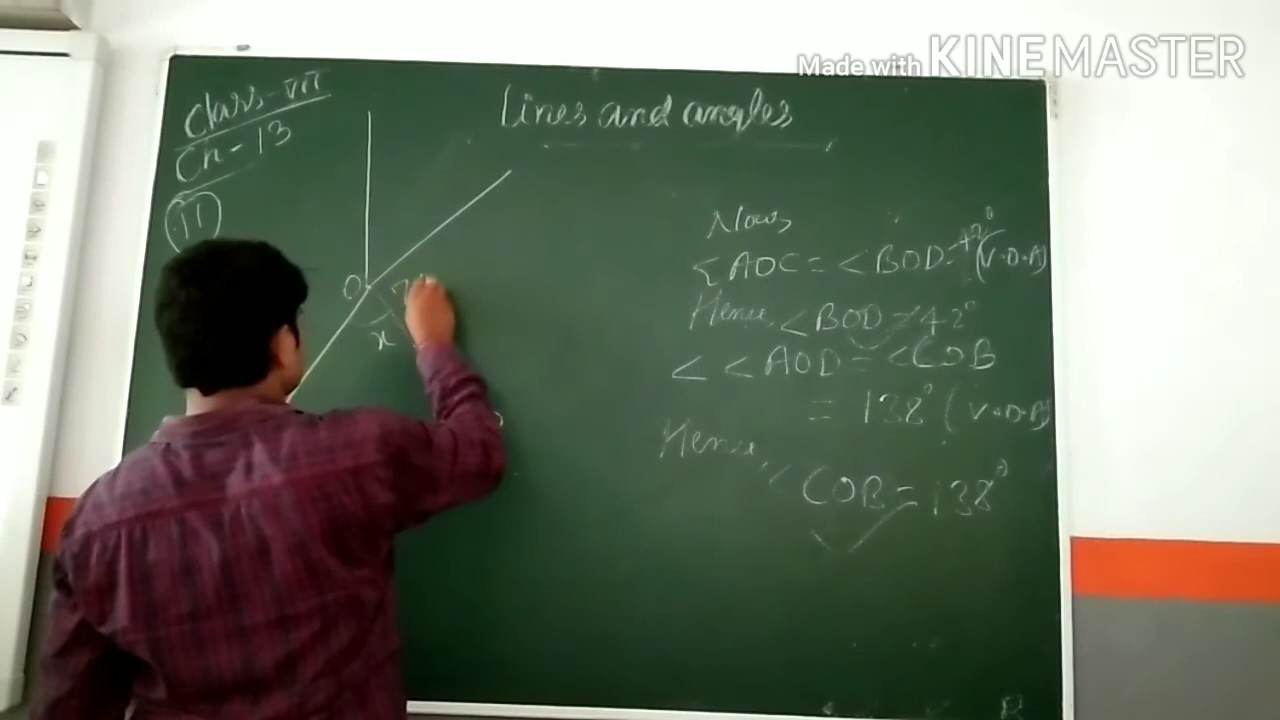 Made with KINEMASTER
Class - VII
Ch - 13
Lines and angles
11
O
x
Now,
∠AOC = ∠BOD = 42° (V.O.A)
Hence, ∠BOD = 42°
∠ ∠AOD = ∠COB
= 138° (V.O.A)
Hence, ∠COB = 138°